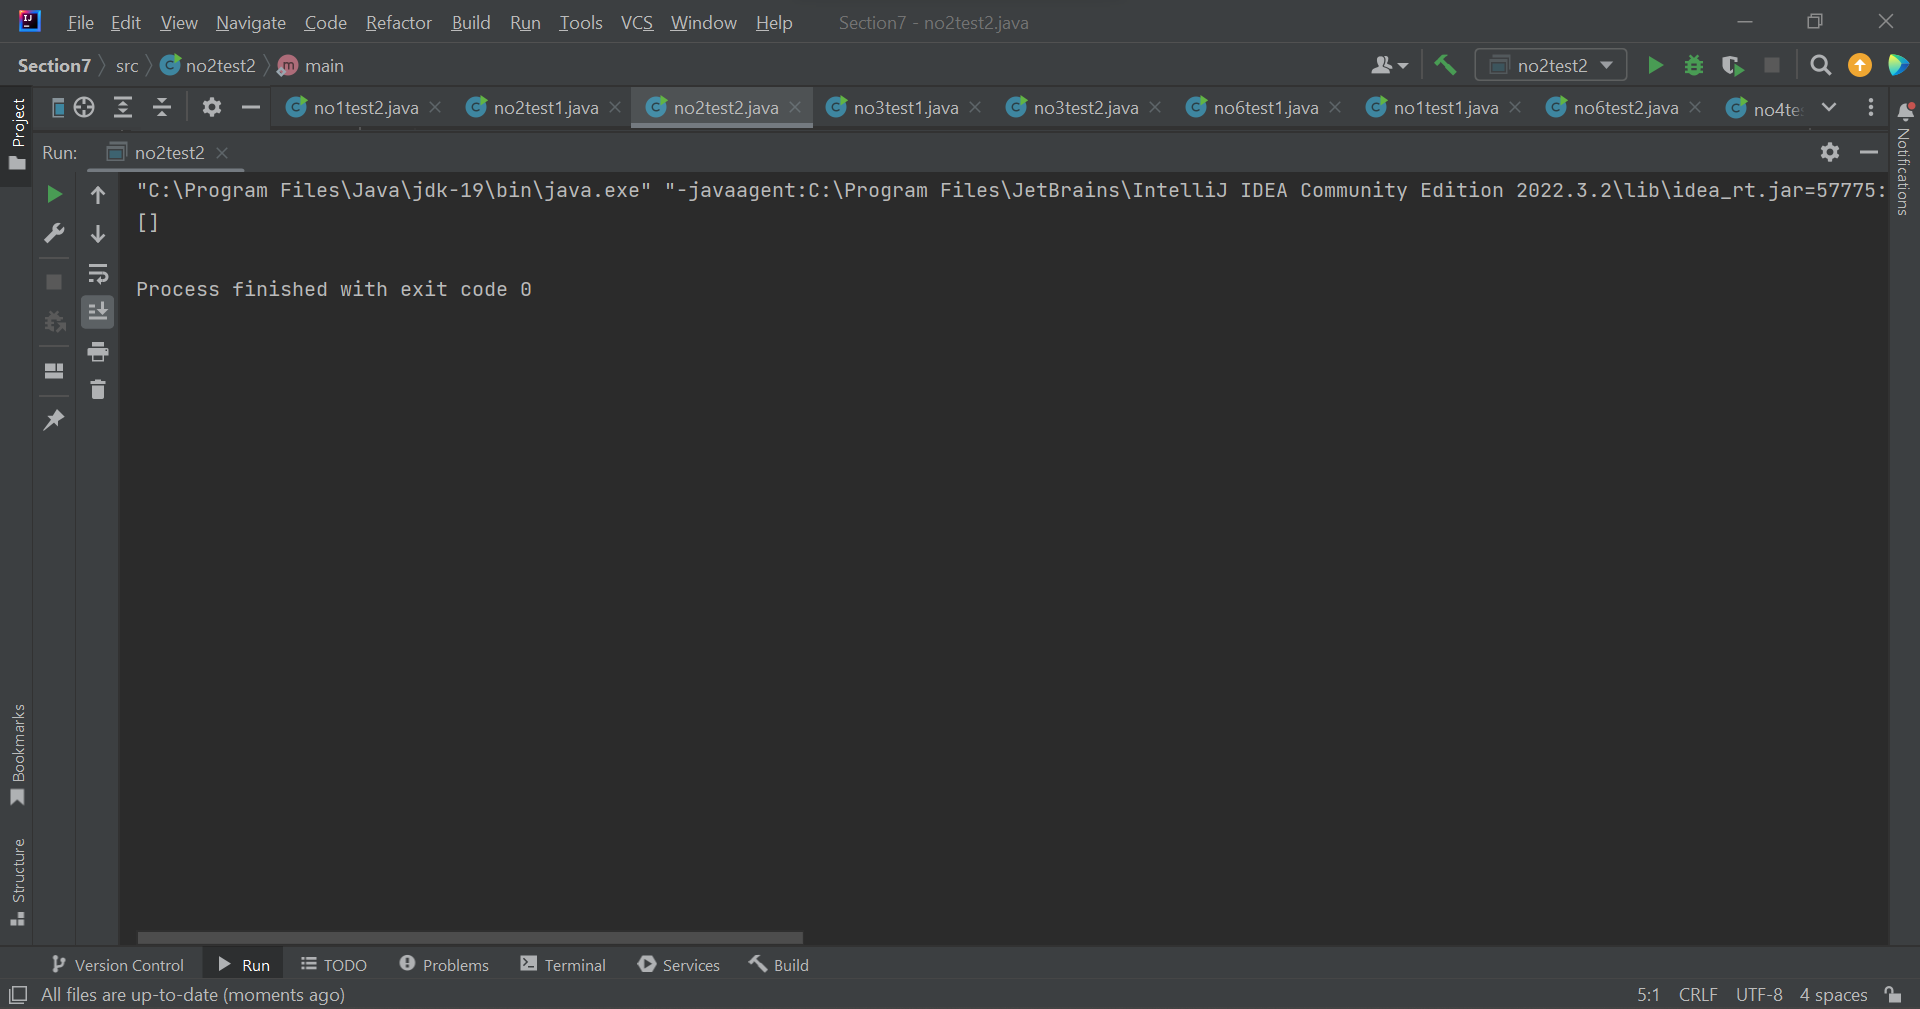 File Edit View Navigate Code Refactor Build Run Tools VCS Window Help Section7 - no2test2.java
Section7 src no2test2 main no2test2
no1test2.java no2test1.java no2test2.java no3test1.java no3test2.java no6test1.java no1test1.java no6test2.java no4te
Project
Notifications
Run: no2test2
"C:\Program Files\Java\jdk-19\bin\java.exe" "-javaagent:C:\Program Files\JetBrains\IntelliJ IDEA Community Edition 2022.3.2\lib\idea_rt.jar=57775:
[]
Process finished with exit code 0
Bookmarks
Structure
Version Control Run TODO Problems Terminal Services Build
All files are up-to-date (moments ago) 5:1 CRLF UTF-8 4 spaces